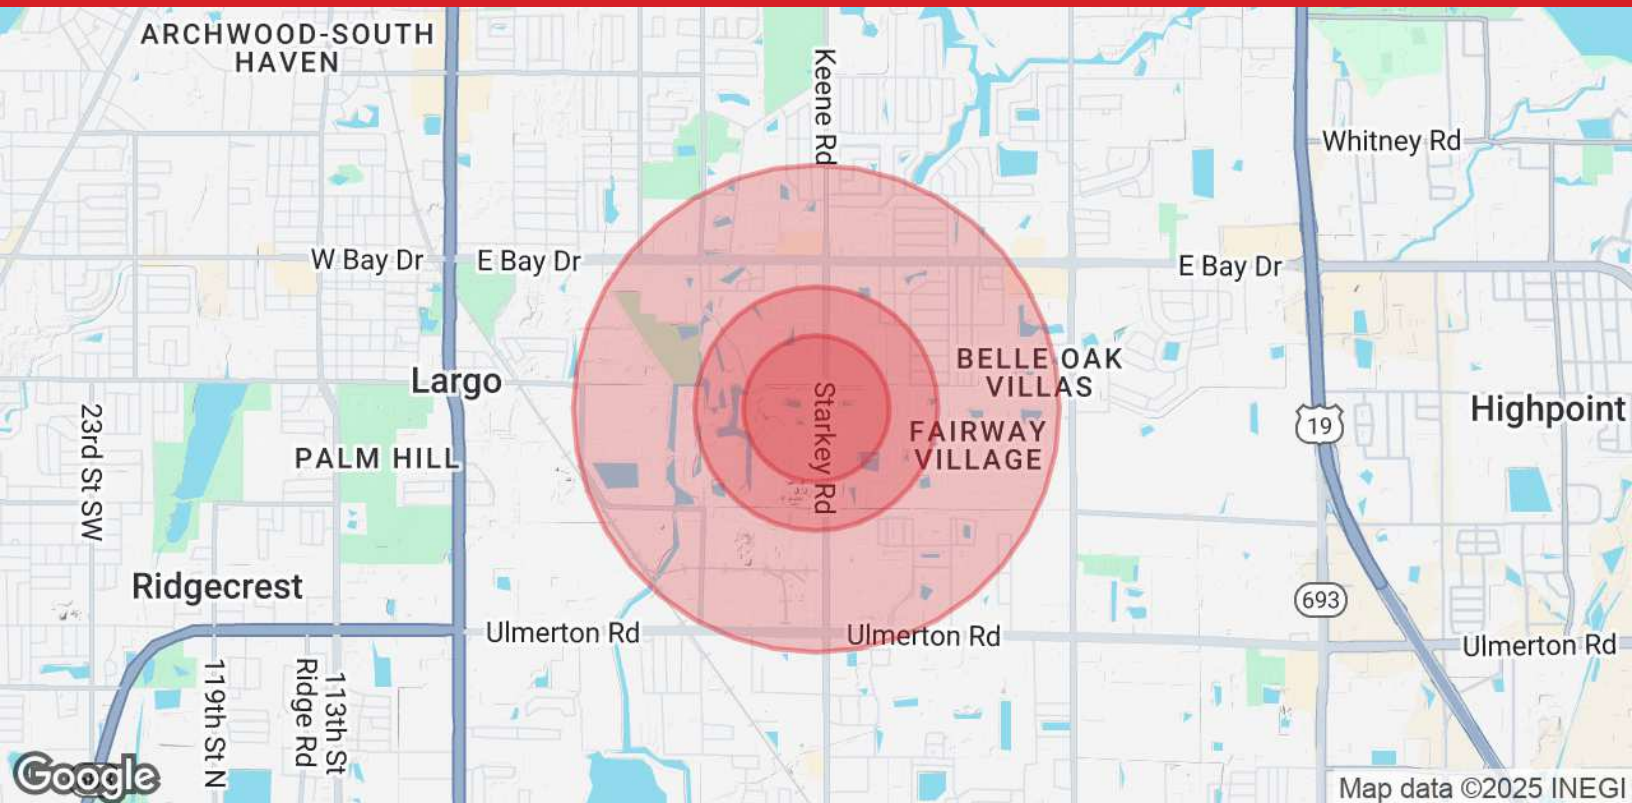 ARCHWOOD-SOUTH
HAVEN
Keene Rd
Whitney Rd
W Bay Dr
E Bay Dr
E Bay Dr
BELLE OAK
VILLAS
Largo
Starkey Rd
Highpoint
19
23rd St SW
PALM HILL
FAIRWAY
VILLAGE
Ridgecrest
693
Ulmerton Rd
Ulmerton Rd
Ulmerton Rd
119th St N
Ridge Rd
113th St
Google
Map data ©2025 INEGI